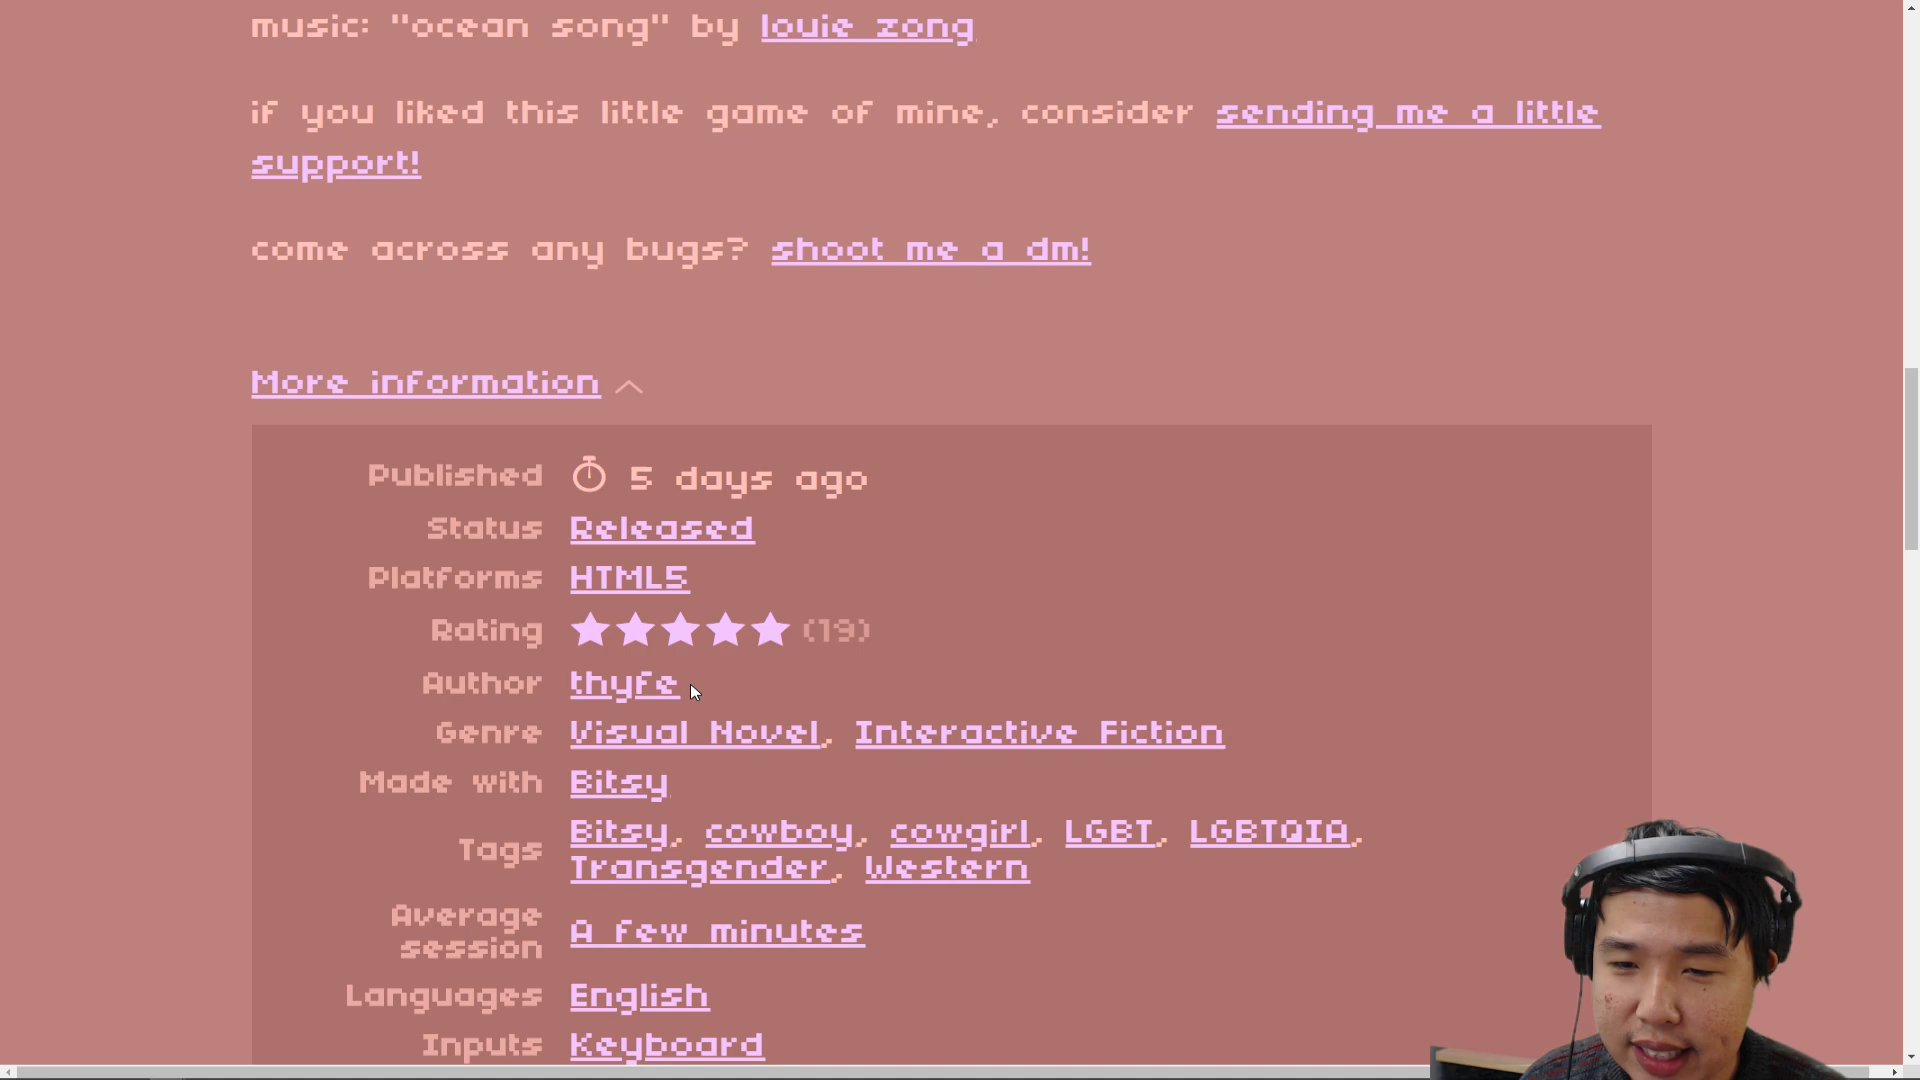 music: "ocean song" by louie zong
if you liked this little game of mine, consider sending me a little
support!
come across any bugs? shoot me a dm!
More information
Published 5 days ago
Status Released
Platforms HTML5
Rating (19)
Author thyfe
Genre Visual Novel, Interactive Fiction
Made with Bitsy
Tags Bitsy, cowboy, cowgirl, LGBT, LGBTQIA,
Transgender, Western
Average
session A few minutes
Languages English
Inputs Keyboard